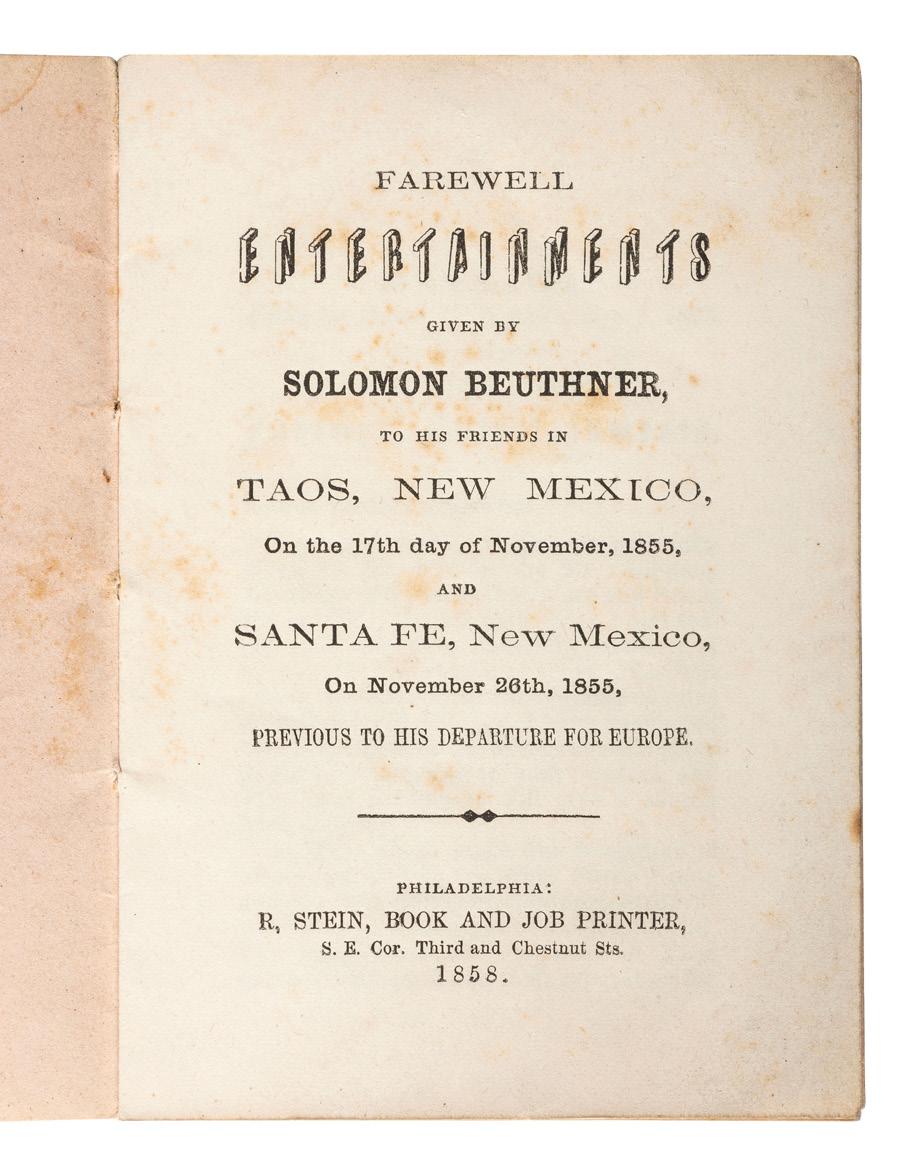 FAREWELL
ENTERTAINMENTS
GIVEN BY
SOLOMON BEUTHNER,
TO HIS FRIENDS IN
TAOS, NEW MEXICO,
On the 17th day of November, 1855,
AND
SANTA FE, New Mexico,
On November 26th, 1855,
PREVIOUS TO HIS DEPARTURE FOR EUROPE.
PHILADELPHIA:
R, STEIN, BOOK AND JOB PRINTER,
S. E. Cor. Third and Chestnut Sts.
1858.